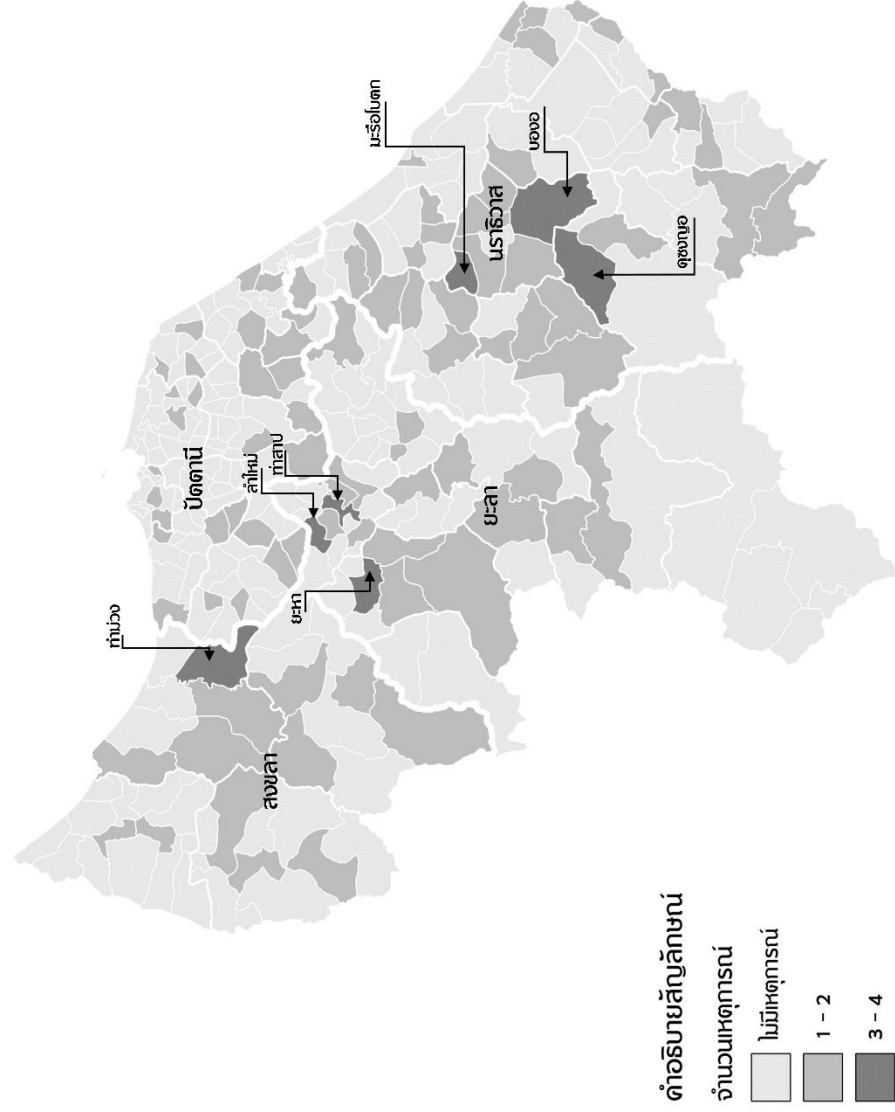 มะรือโบตก
บองอ
นราธิวาส
ดุซงญอ
ปัตตานี
ลำใหม่
ท่าสาป
ยะลา
ยะหา
ท่าม่วง
สงขลา
คำอธิบายสัญลักษณ์
จำนวนเหตุการณ์
ไม่มีเหตุการณ์
1 - 2
3 - 4